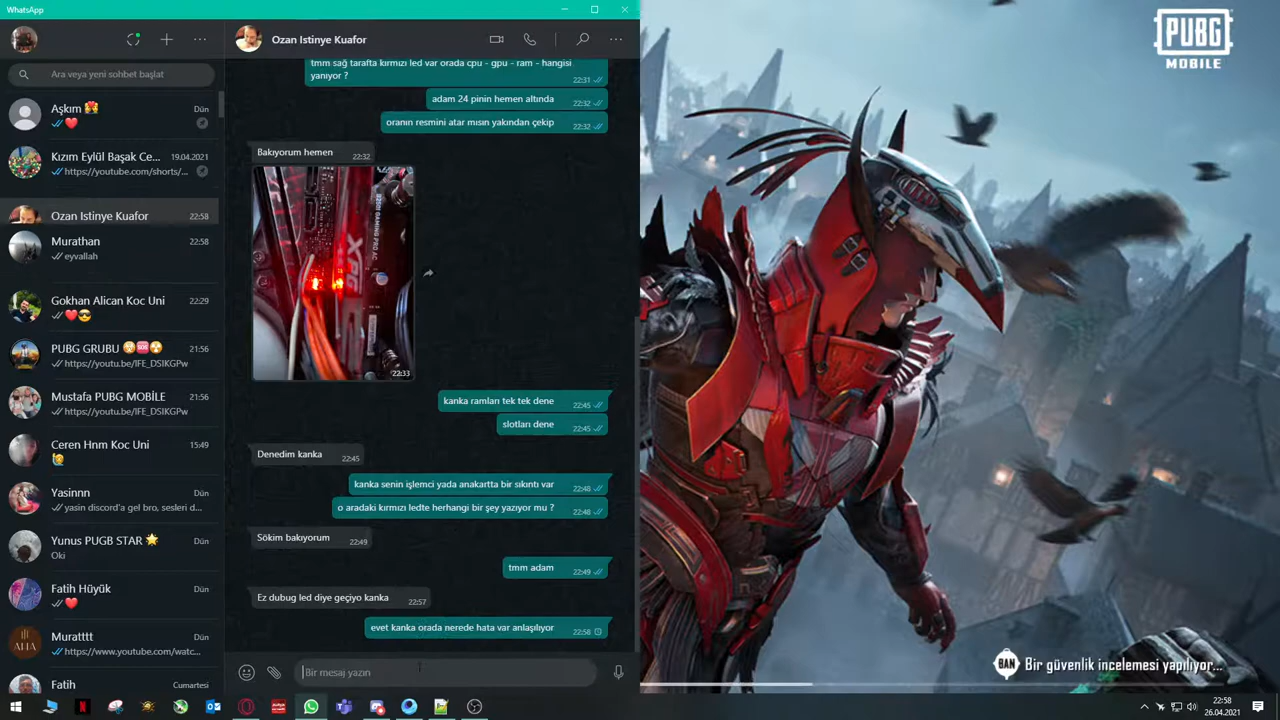 WhatsApp
Ozan Istinye Kuafor
Ara veya yeni sohbet başlat
Aşkım
Dün
Kızım Eylül Başak Ce...
19.04.2021
https://youtube.com/shorts/...
Ozan Istinye Kuafor
22:58
Murathan
22:58
eyvallah
Gokhan Alican Koc Uni
22:29
PUBG GRUBU
21:56
https://youtu.be/IFE_DSIKGPw
Mustafa PUBG MOBİLE
21:56
https://youtu.be/IFE_DSIKGPw
Ceren Hnm Koc Uni
15:49
Yasinnn
Dün
yasin discord'a gel bro, sesleri d...
Yunus PUGB STAR
Dün
Oki
Fatih Hüyük
Dün
Muratttt
Dün
https://www.youtube.com/watc...
Fatih
Cumartesi
tmm sağ tarafta kırmızı led var orada cpu - gpu - ram - hangisi
yanıyor ?
22:31
adam 24 pinin hemen altında
22:32
oranın resmini atar mısın yakından çekip
22:32
Bakıyorum hemen
22:32
XFR
22:33
kanka ramları tek tek dene
22:45
slotları dene
22:45
Denedim kanka
22:45
kanka senin işlemci yada anakartta bir sıkıntı var
22:48
o aradaki kırmızı ledte herhangi bir şey yazıyor mu ?
22:48
Sökim bakıyorum
22:49
tmm adam
22:49
Ez dubug led diye geçiyo kanka
22:57
evet kanka orada nerede hata var anlaşılıyor
22:58
Bir mesaj yazın
PUBG
MOBILE
BAN
Bir güvenlik incelemesi yapılıyor...
22:58
26.04.2021